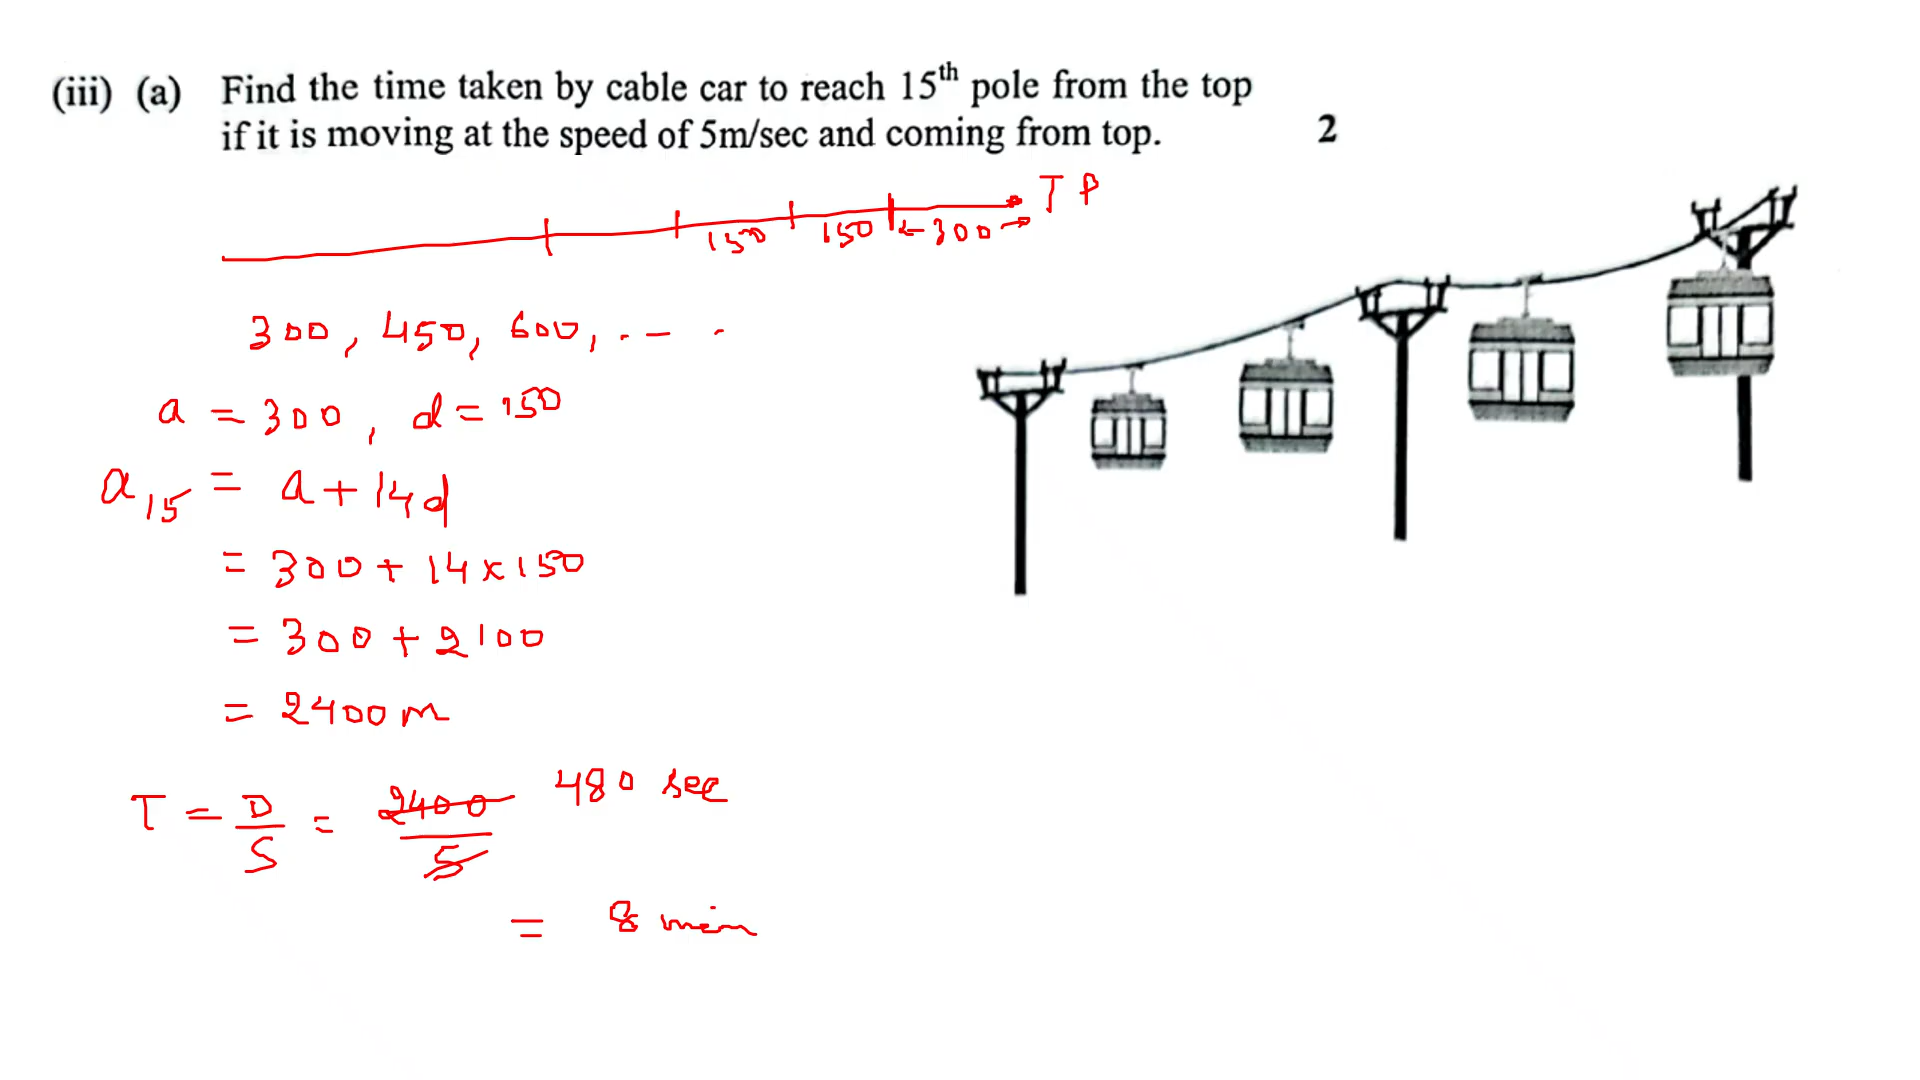 (iii) (a) Find the time taken by cable car to reach 15th pole from the top
if it is moving at the speed of 5m/sec and coming from top. 2
T P
150 150 ←300→
300, 450, 600, . - - .
a = 300, d = 150
a15 = a + 14d
= 300 + 14 × 150
= 300 + 2100
= 2400 m
T = D/S = 2400/5 480 sec
= 8 min